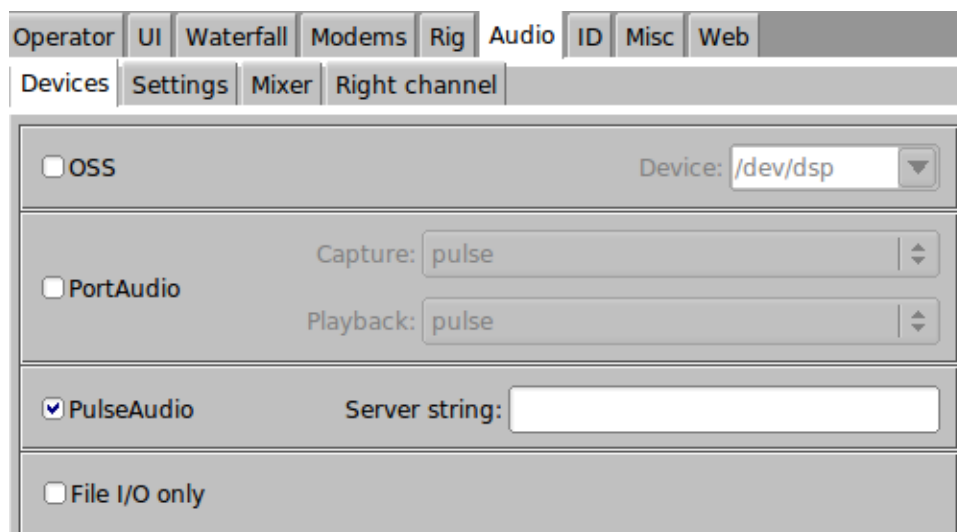 Operator UI Waterfall Modems Rig Audio ID Misc Web
Devices Settings Mixer Right channel
OSS Device: /dev/dsp
Capture: pulse
PortAudio
Playback: pulse
PulseAudio Server string:
File I/O only